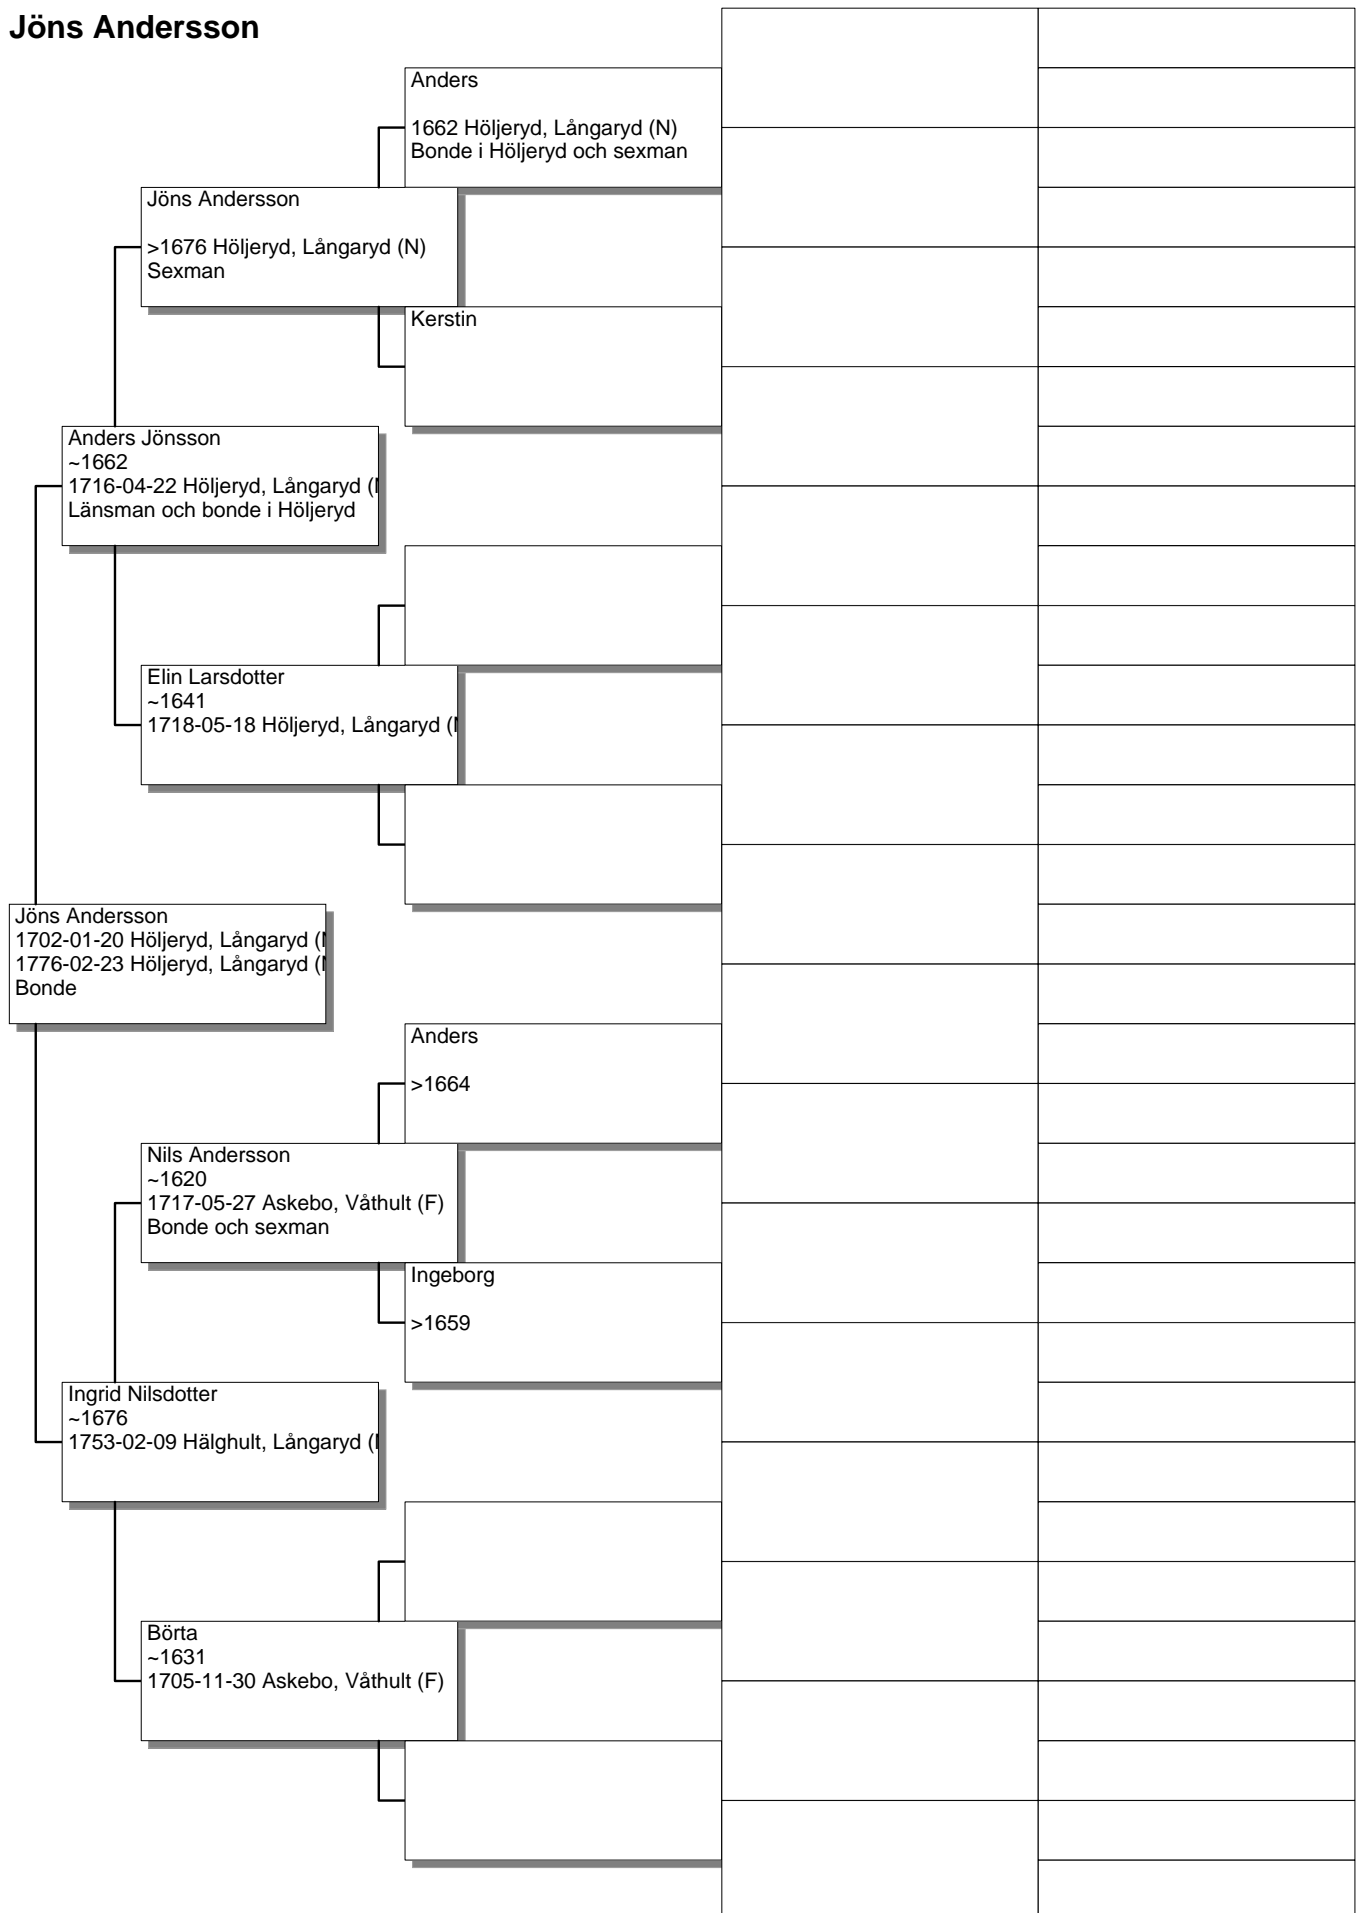 Jöns Andersson
Anders
1662 Höljeryd, Långaryd (N)
Bonde i Höljeryd och sexman
Jöns Andersson
>1676 Höljeryd, Långaryd (N)
Sexman
Kerstin
Anders Jönsson
~1662
1716-04-22 Höljeryd, Långaryd (
Länsman och bonde i Höljeryd
Elin Larsdotter
~1641
1718-05-18 Höljeryd, Långaryd (
Jöns Andersson
1702-01-20 Höljeryd, Långaryd (
1776-02-23 Höljeryd, Långaryd (
Bonde
Anders
>1664
Nils Andersson
~1620
1717-05-27 Askebo, Våthult (F)
Bonde och sexman
Ingeborg
>1659
Ingrid Nilsdotter
~1676
1753-02-09 Hälghult, Långaryd (
Börta
~1631
1705-11-30 Askebo, Våthult (F)